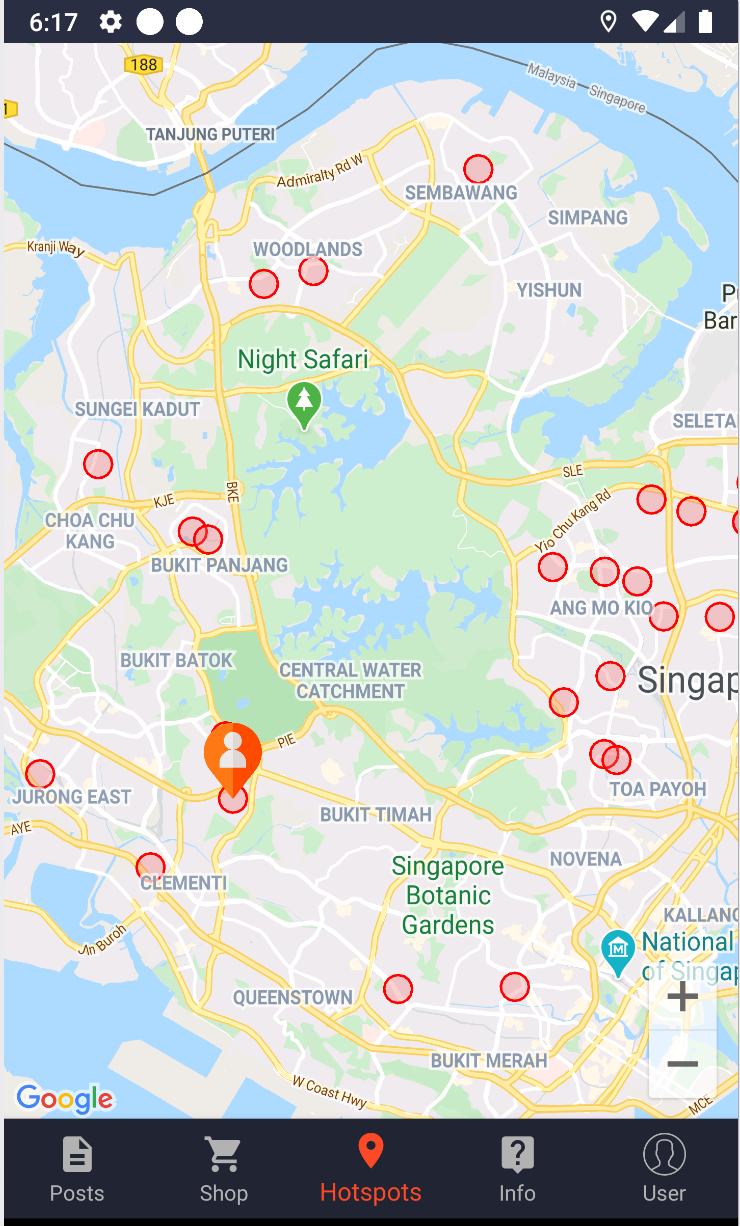 6:17
188
Malaysia
Singapore
TANJUNG PUTERI
Admiralty Rd W
SEMBAWANG
SIMPANG
Kranji Way
WOODLANDS
YISHUN
P
Bar
Night Safari
SUNGEI KADUT
SELETA
SLE
BKE
KJE
Yio Chu Kang Rd
CHOA CHU
KANG
BUKIT PANJANG
ANG MO KIO
BUKIT BATOK
CENTRAL WATER
CATCHMENT
Singap
PIE
JURONG EAST
TOA PAYOH
BUKIT TIMAH
AYE
Singapore
Botanic
Gardens
NOVENA
CLEMENTI
KALLANG
National
of Singap
Jln Buroh
QUEENSTOWN
+
BUKIT MERAH
−
W Coast Hwy
MCE
Google
Posts
Shop
Hotspots
Info
User